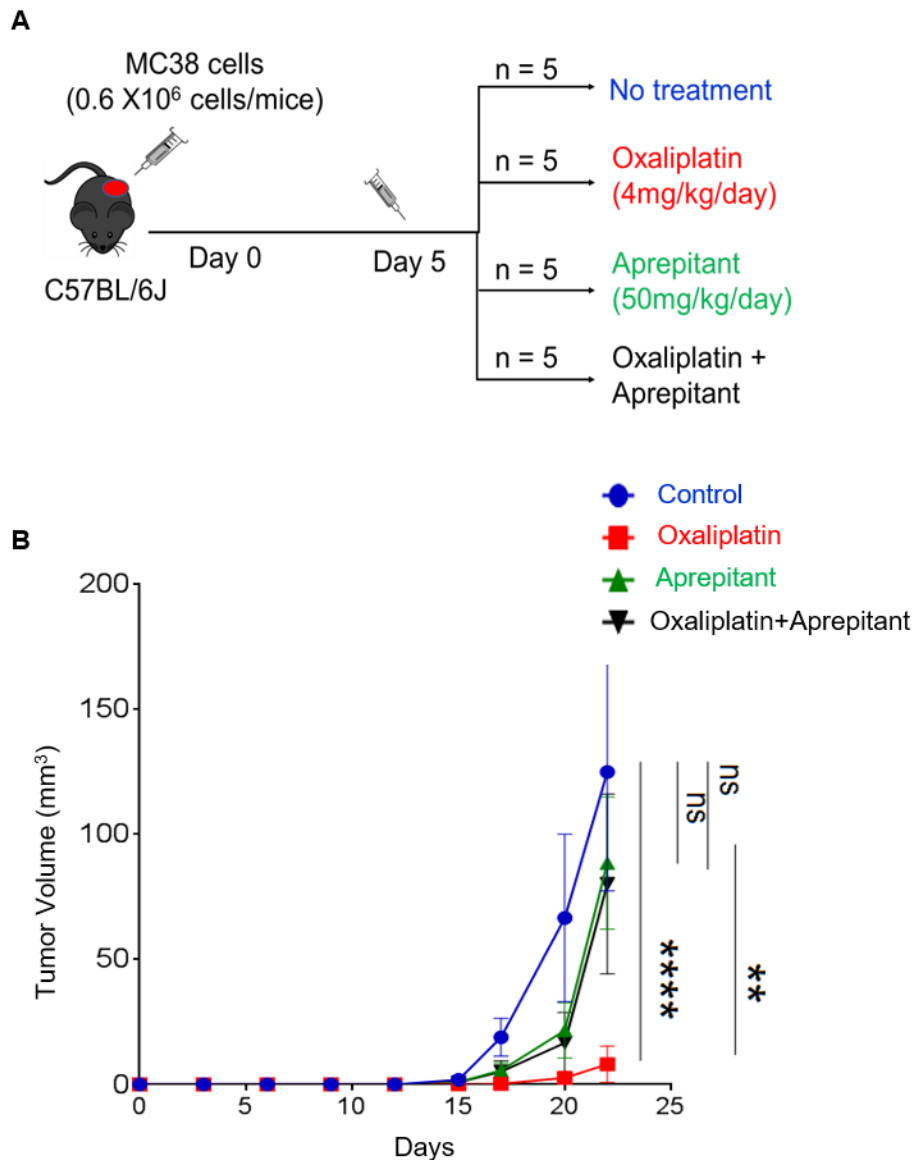 A
MC38 cells
(0.6 X10⁶ cells/mice)
C57BL/6J
Day 0
Day 5
n = 5
No treatment
n = 5
Oxaliplatin
(4mg/kg/day)
n = 5
Aprepitant
(50mg/kg/day)
n = 5
Oxaliplatin +
Aprepitant
B
Control
Oxaliplatin
Aprepitant
Oxaliplatin+Aprepitant
Tumor Volume (mm³)
200
150
100
50
0
0 5 10 15 20 25
Days
****
ns
ns
**